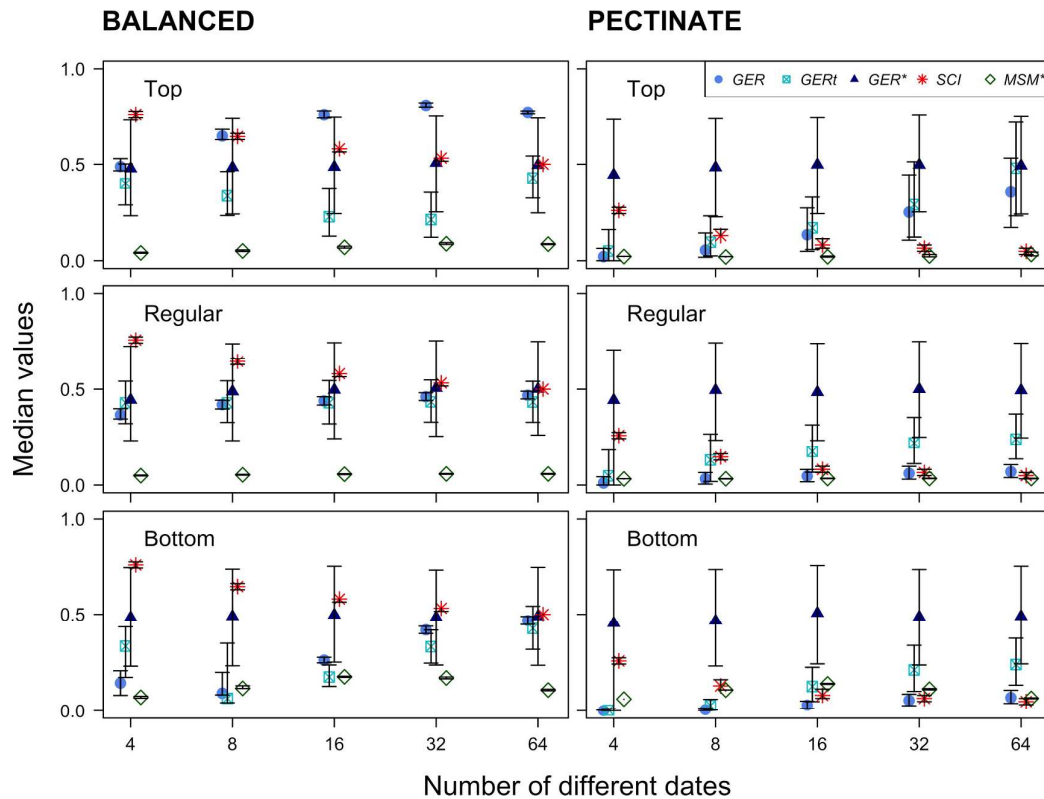 BALANCED PECTINATE
1.0 Top Top GER GERt GER* SCI MSM*
0.5
0.0
1.0 Regular Regular
0.5
0.0
1.0 Bottom Bottom
0.5
0.0
Median values
4 8 16 32 64 4 8 16 32 64
Number of different dates